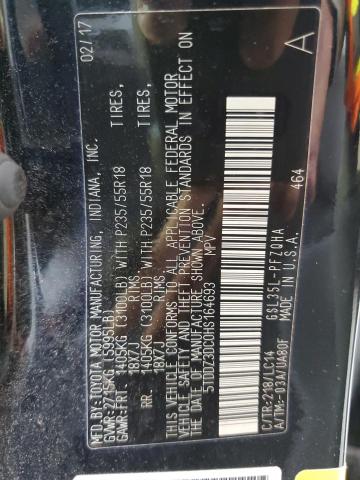 MFD. BY: TOYOTA MOTOR MANUFACTURING, INDIANA, INC. 02/17
GVWR: 2715KG (5995LB)
GAWR: FRT. 1405KG (3100LB) WITH P235/55R18 TIRES,
18X7J RIMS
RR. 1405KG (3100LB) WITH P235/55R18 TIRES,
18X7J RIMS
THIS VEHICLE CONFORMS TO ALL APPLICABLE FEDERAL MOTOR
VEHICLE SAFETY AND THEFT PREVENTION STANDARDS IN EFFECT ON
THE DATE OF MANUFACTURE SHOWN ABOVE.
5TDDZ3DC0HS164693 MPV A
C/TR: 218/LC14 GSL35L-PFZQHA 464
A/TM: -034/UA80F MADE IN U.S.A.